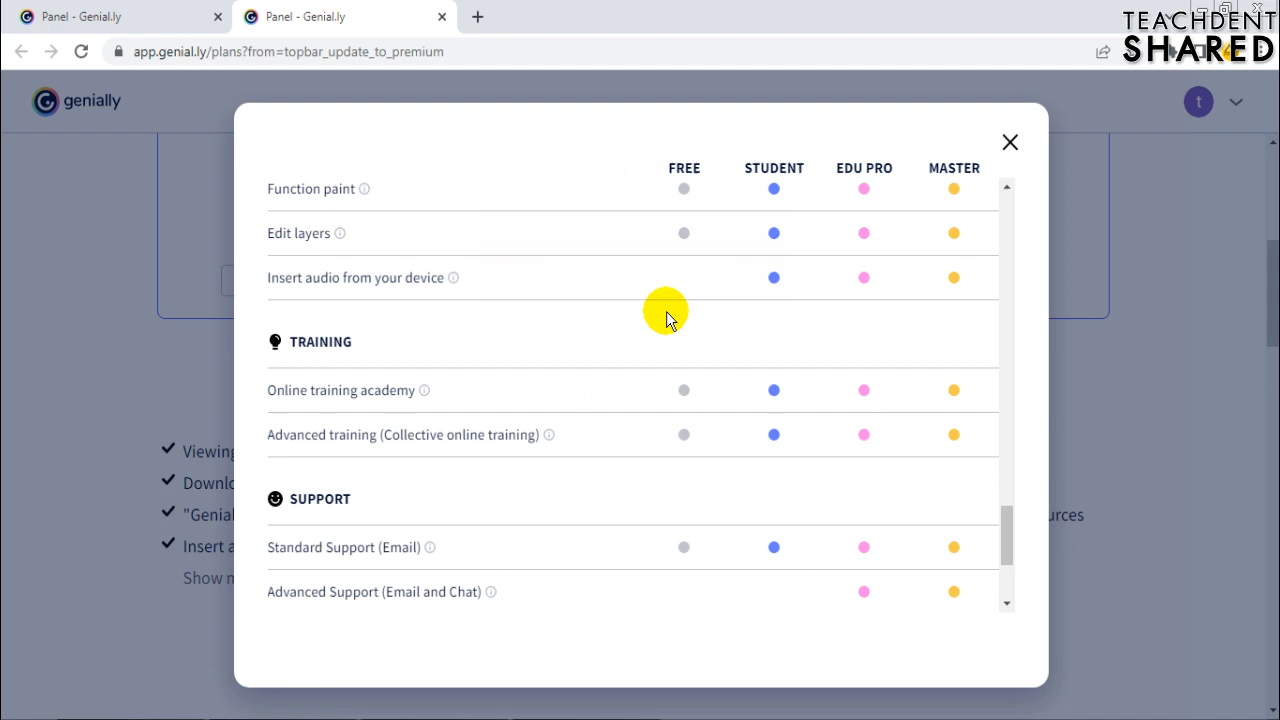 Panel - Genial.ly
Panel - Genial.ly
TEACHDENT
SHARED
app.genial.ly/plans?from=topbar_update_to_premium
genially
t
FREE STUDENT EDU PRO MASTER
Function paint
Edit layers
Insert audio from your device
TRAINING
Online training academy
Advanced training (Collective online training)
Viewing
Downlo
SUPPORT
"Genial
urces
Standard Support (Email)
Insert a
Show m
Advanced Support (Email and Chat)